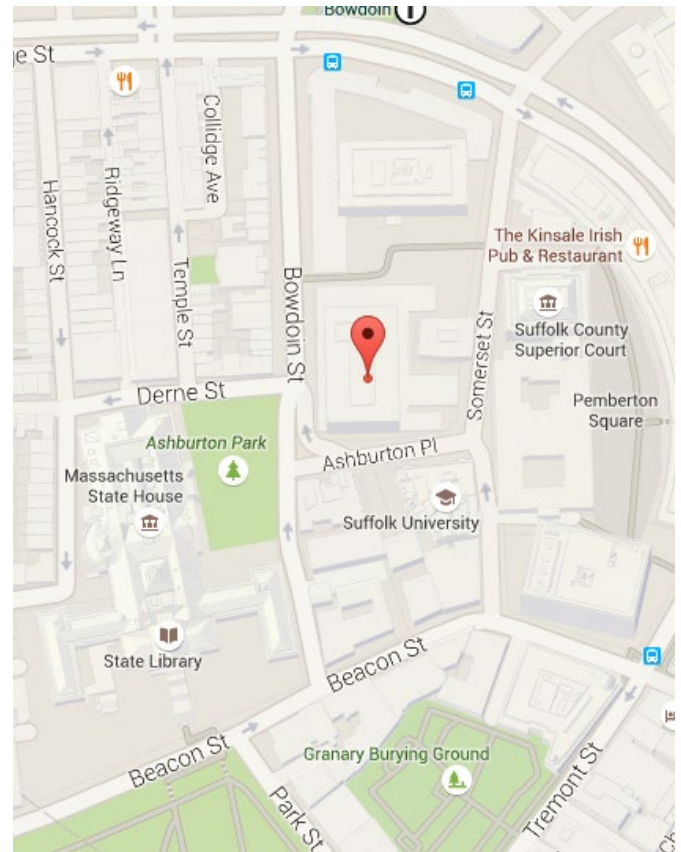 Bowdoin
T
e St
Collidge Ave
Ridgeway Ln
Hancock St
Temple St
Bowdoin St
The Kinsale Irish
Pub & Restaurant
Suffolk County
Superior Court
Somerset St
Derne St
Pemberton
Square
Ashburton Park
Ashburton Pl
Massachusetts
State House
Suffolk University
State Library
Beacon St
Beacon St
Granary Burying Ground
Park St
Tremont St
ch